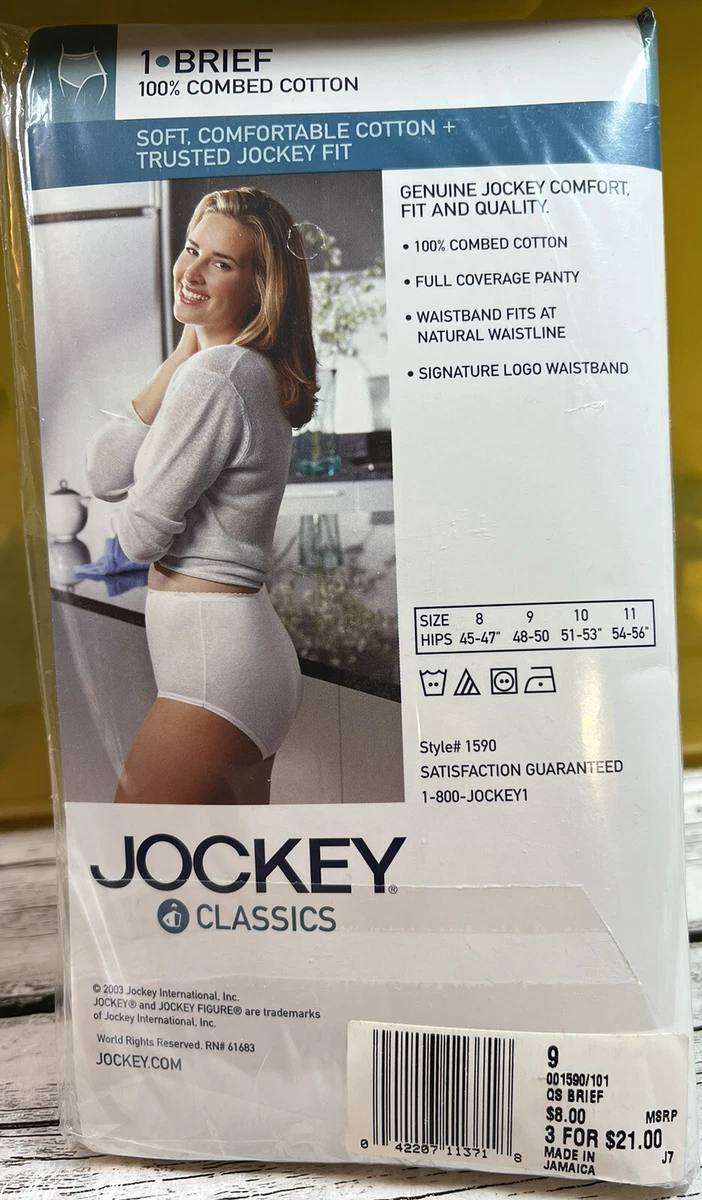 1•BRIEF
100% COMBED COTTON
SOFT, COMFORTABLE COTTON +
TRUSTED JOCKEY FIT
GENUINE JOCKEY COMFORT,
FIT AND QUALITY.
• 100% COMBED COTTON
• FULL COVERAGE PANTY
• WAISTBAND FITS AT
NATURAL WAISTLINE
• SIGNATURE LOGO WAISTBAND
SIZE 8 9 10 11
HIPS 45-47" 48-50 51-53" 54-56"
Style# 1590
SATISFACTION GUARANTEED
1-800-JOCKEY1
JOCKEY®
CLASSICS
© 2003 Jockey International, Inc.
JOCKEY® and JOCKEY FIGURE® are trademarks
of Jockey International, Inc.
World Rights Reserved. RN# 61683
JOCKEY.COM
0 42207 11371 8
9
001590/101
QS BRIEF
$8.00 MSRP
3 FOR $21.00
MADE IN J7
JAMAICA